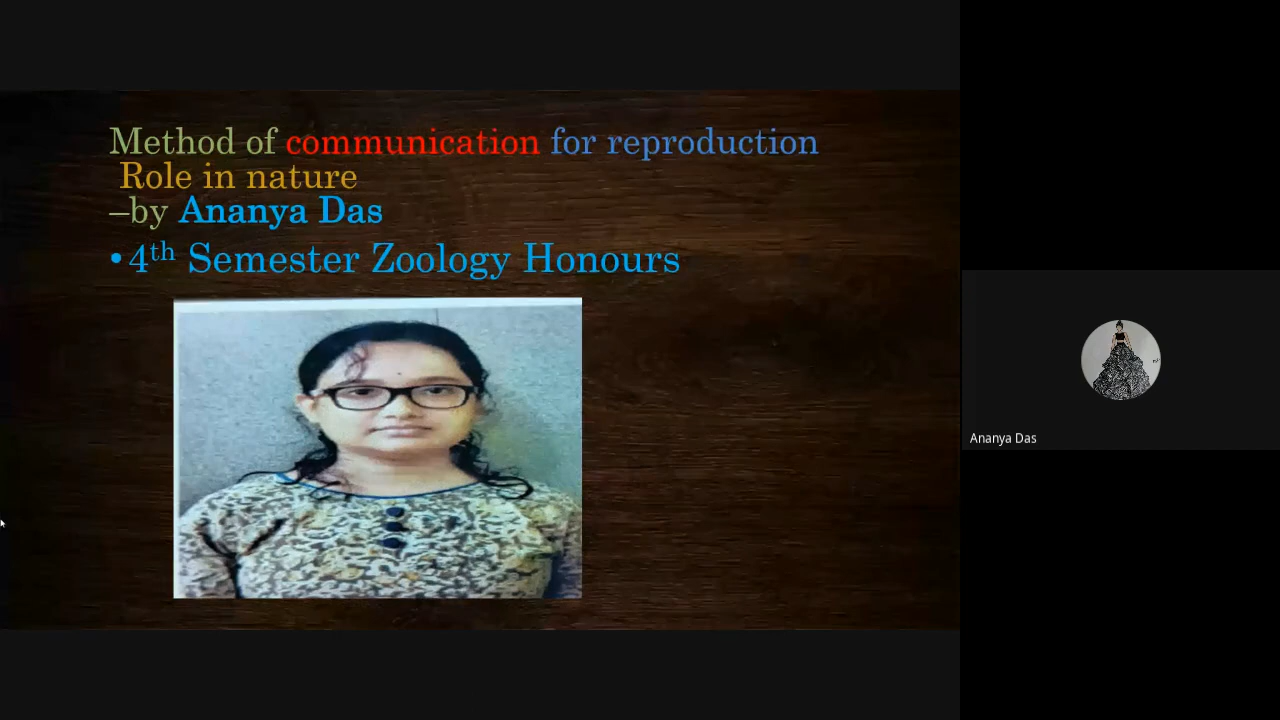 Method of communication for reproduction
Role in nature
–by Ananya Das
• 4th Semester Zoology Honours
Ananya Das